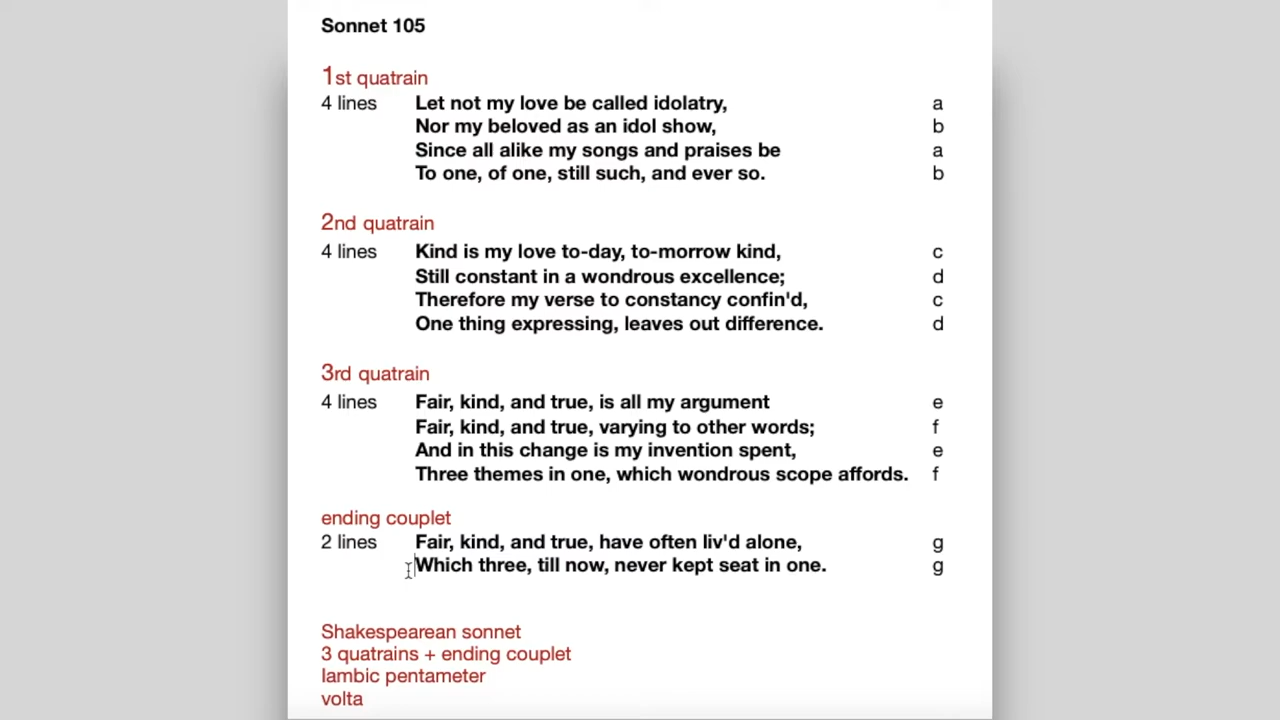 Sonnet 105
1st quatrain
4 lines Let not my love be called idolatry, a
Nor my beloved as an idol show, b
Since all alike my songs and praises be a
To one, of one, still such, and ever so. b
2nd quatrain
4 lines Kind is my love to-day, to-morrow kind, c
Still constant in a wondrous excellence; d
Therefore my verse to constancy confin'd, c
One thing expressing, leaves out difference. d
3rd quatrain
4 lines Fair, kind, and true, is all my argument e
Fair, kind, and true, varying to other words; f
And in this change is my invention spent, e
Three themes in one, which wondrous scope affords. f
ending couplet
2 lines Fair, kind, and true, have often liv'd alone, g
Which three, till now, never kept seat in one. g
Shakespearean sonnet
3 quatrains + ending couplet
Iambic pentameter
volta